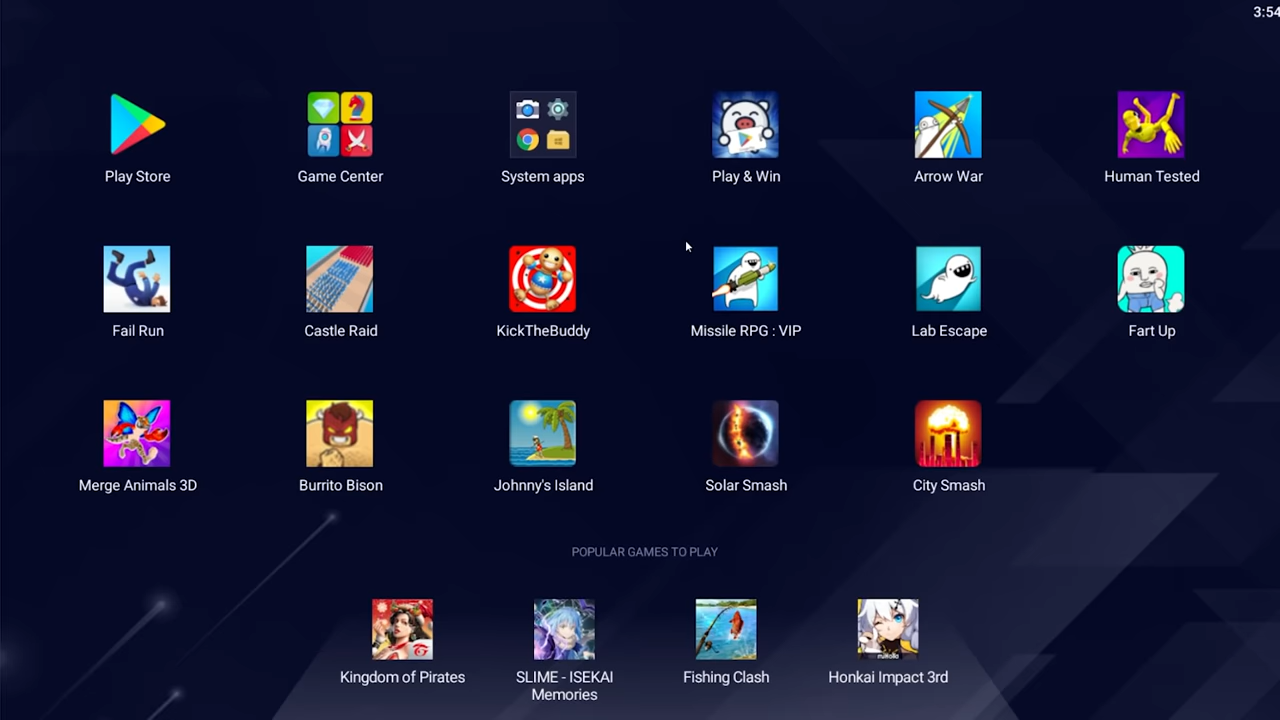 3:54
Play Store
Game Center
System apps
Play & Win
Arrow War
Human Tested
Fail Run
Castle Raid
KickTheBuddy
Missile RPG : VIP
Lab Escape
Fart Up
Merge Animals 3D
Burrito Bison
Johnny's Island
Solar Smash
City Smash
POPULAR GAMES TO PLAY
Kingdom of Pirates
SLIME - ISEKAI
Memories
Fishing Clash
Honkai Impact 3rd